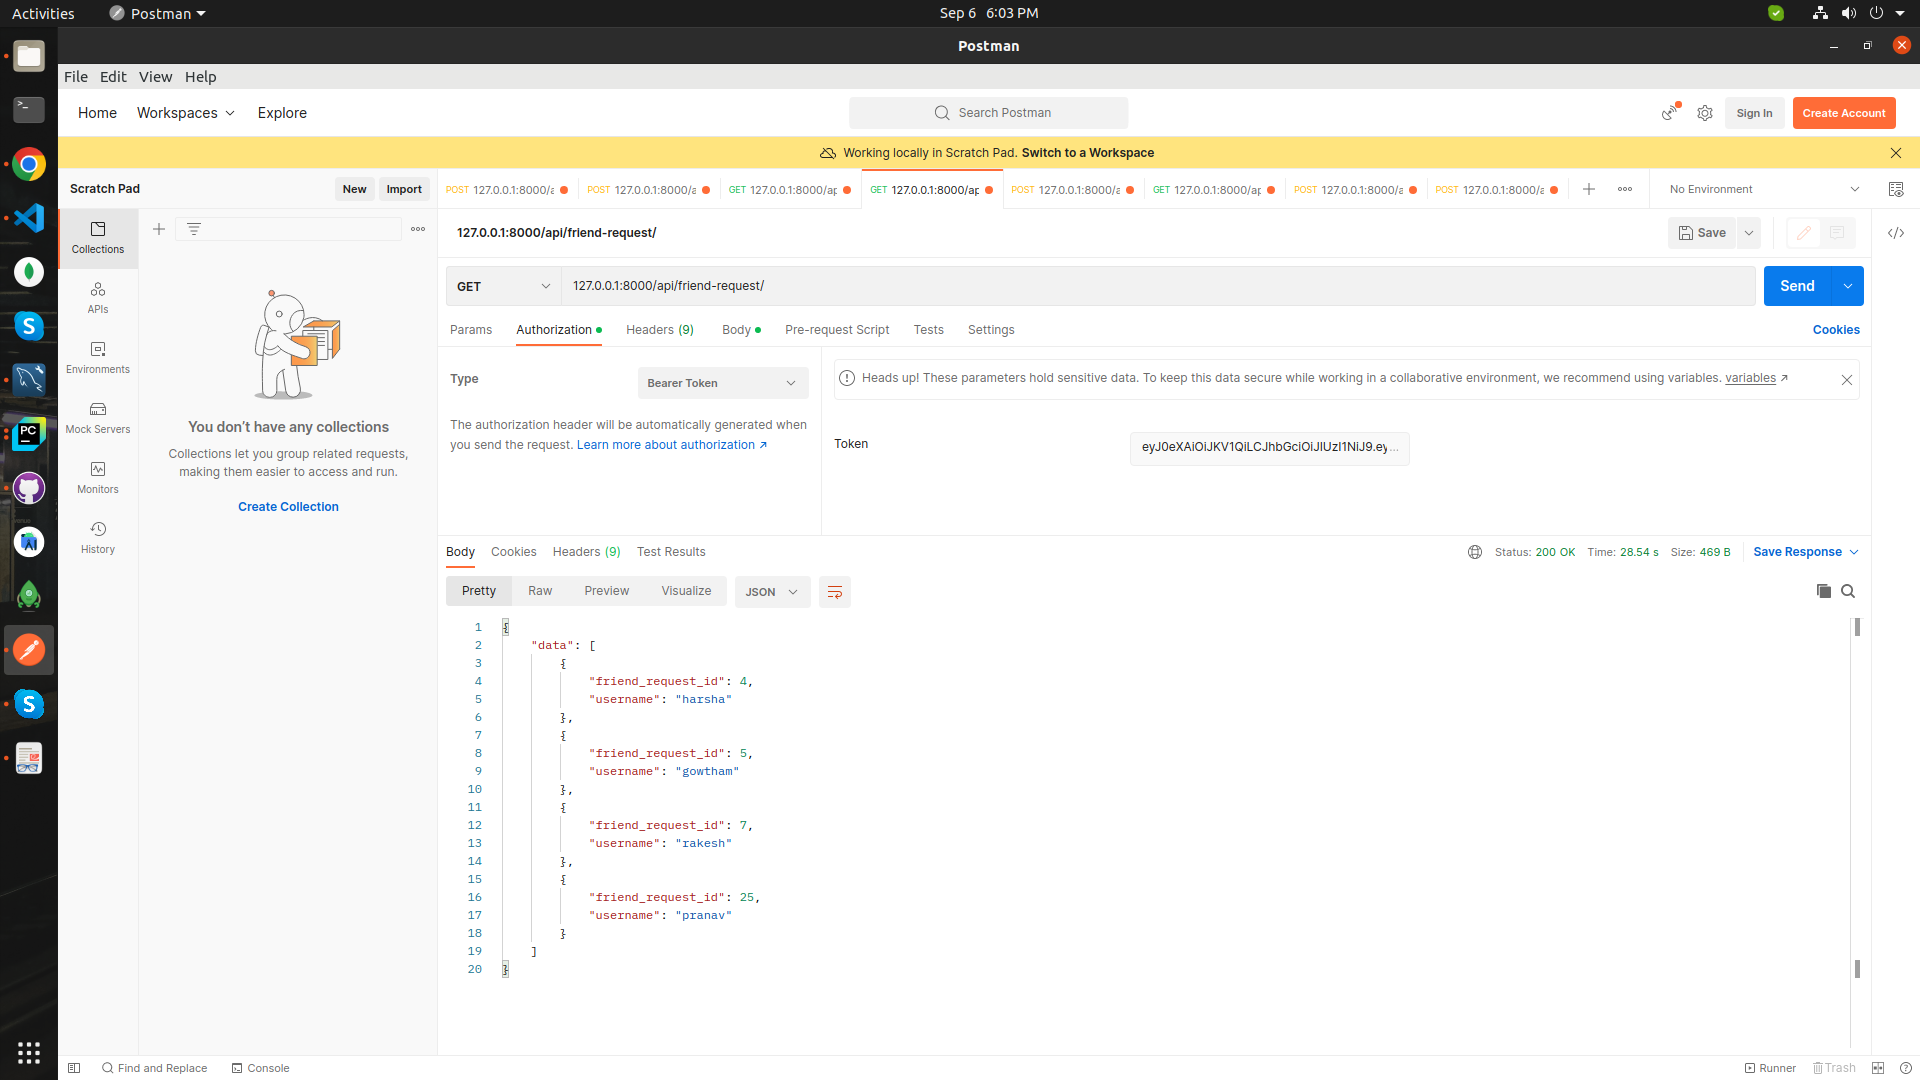 Activities
Postman
Sep 6 6:03 PM
Postman
File Edit View Help
Home Workspaces Explore
Search Postman
Sign In
Create Account
Working locally in Scratch Pad. Switch to a Workspace
Scratch Pad
New
Import
POST 127.0.0.1:8000/a
POST 127.0.0.1:8000/a
GET 127.0.0.1:8000/ap
GET 127.0.0.1:8000/ap
POST 127.0.0.1:8000/a
GET 127.0.0.1:8000/ap
POST 127.0.0.1:8000/a
POST 127.0.0.1:8000/a
No Environment
Collections
APIs
Environments
Mock Servers
Monitors
History
You don’t have any collections
Collections let you group related requests,
making them easier to access and run.
Create Collection
127.0.0.1:8000/api/friend-request/
Save
</>
GET
127.0.0.1:8000/api/friend-request/
Send
Params
Authorization
Headers (9)
Body
Pre-request Script
Tests
Settings
Cookies
Type
Bearer Token
The authorization header will be automatically generated when
you send the request. Learn more about authorization ↗
Heads up! These parameters hold sensitive data. To keep this data secure while working in a collaborative environment, we recommend using variables. variables ↗
Token
eyJ0eXAiOiJKV1QiLCJhbGciOiJIUzI1NiJ9.ey...
Body
Cookies
Headers (9)
Test Results
Status: 200 OK
Time: 28.54 s
Size: 469 B
Save Response
Pretty
Raw
Preview
Visualize
JSON
1 {
2 "data": [
3 {
4 "friend_request_id": 4,
5 "username": "harsha"
6 },
7 {
8 "friend_request_id": 5,
9 "username": "gowtham"
10 },
11 {
12 "friend_request_id": 7,
13 "username": "rakesh"
14 },
15 {
16 "friend_request_id": 25,
17 "username": "pranav"
18 }
19 ]
20 }
Find and Replace
Console
Runner
Trash